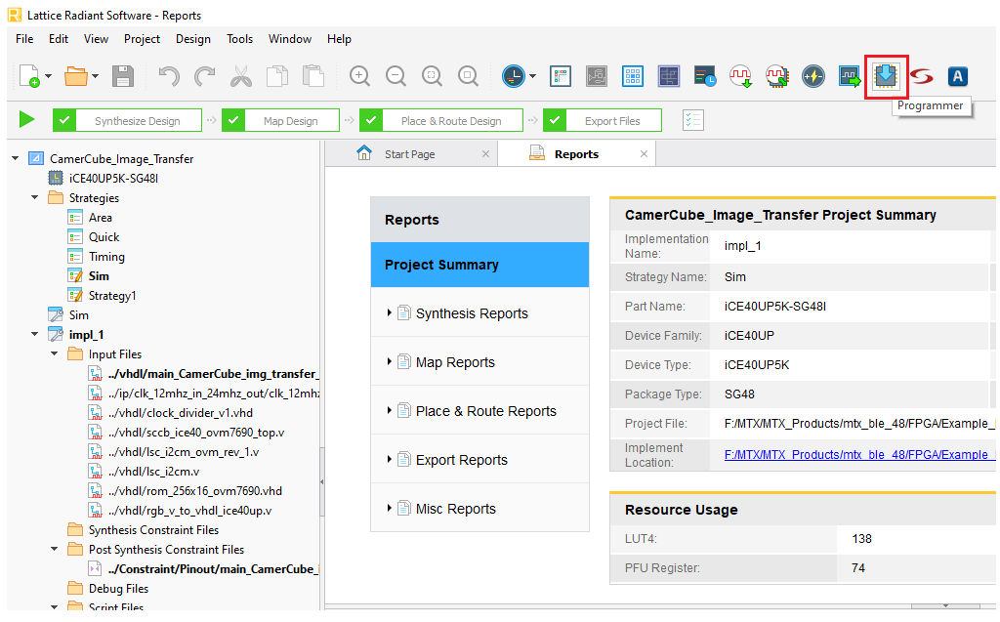 Lattice Radiant Software - Reports
File Edit View Project Design Tools Window Help
Programmer
Synthesize Design
Map Design
Place & Route Design
Export Files
Start Page
Reports
CamerCube_Image_Transfer
iCE40UP5K-SG48I
Strategies
Area
Quick
Timing
Sim
Strategy1
Sim
impl_1
Input Files
../vhdl/main_CamerCube_img_transfer_
../ip/clk_12mhz_in_24mhz_out/clk_12mhz
../vhdl/clock_divider_v1.vhd
../vhdl/sccb_ice40_ovm7690_top.v
../vhdl/lsc_i2cm_ovm_rev_1.v
../vhdl/lsc_i2cm.v
../vhdl/rom_256x16_ovm7690.vhd
../vhdl/rgb_v_to_vhdl_ice40up.v
Synthesis Constraint Files
Post Synthesis Constraint Files
../Constraint/Pinout/main_CamerCube_i
Debug Files
Script Files
Reports
Project Summary
Synthesis Reports
Map Reports
Place & Route Reports
Export Reports
Misc Reports
CamerCube_Image_Transfer Project Summary
Implementation
Name:
impl_1
Strategy Name: Sim
Part Name: iCE40UP5K-SG48I
Device Family: iCE40UP
Device Type: iCE40UP5K
Package Type: SG48
Project File: F:/MTX/MTX_Products/mtx_ble_48/FPGA/Example_
Implement
Location:
F:/MTX/MTX_Products/mtx_ble_48/FPGA/Example_
Resource Usage
LUT4: 138
PFU Register: 74
A